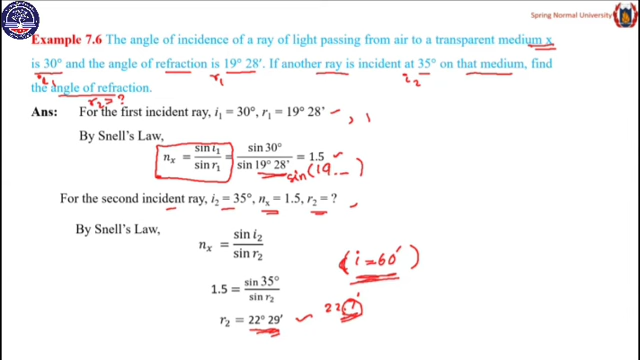 Spring Normal University
Example 7.6 The angle of incidence of a ray of light passing from air to a transparent medium x
is 30° and the angle of refraction is 19° 28′. If another ray is incident at 35° on that medium, find
i₁ r₁ i₂
the angle of refraction.
r₂ = ?
Ans: For the first incident ray, i₁ = 30°, r₁ = 19° 28’
By Snell’s Law,
nₓ = sin i₁ / sin r₁ = sin 30° / sin 19° 28′ = 1.5
sin (19 )
For the second incident ray, i₂ = 35°, nₓ = 1.5, r₂ = ?
By Snell’s Law,
nₓ = sin i₂ / sin r₂
(i = 60′)
1.5 = sin 35° / sin r₂
r₂ = 22° 29′